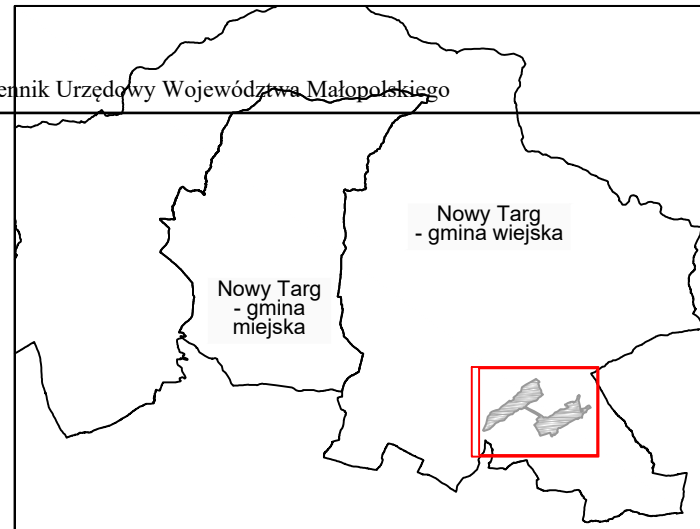 ennik Urzędowy Województwa Małopolskiego
Nowy Targ
- gmina wiejska
Nowy Targ
- gmina
miejska